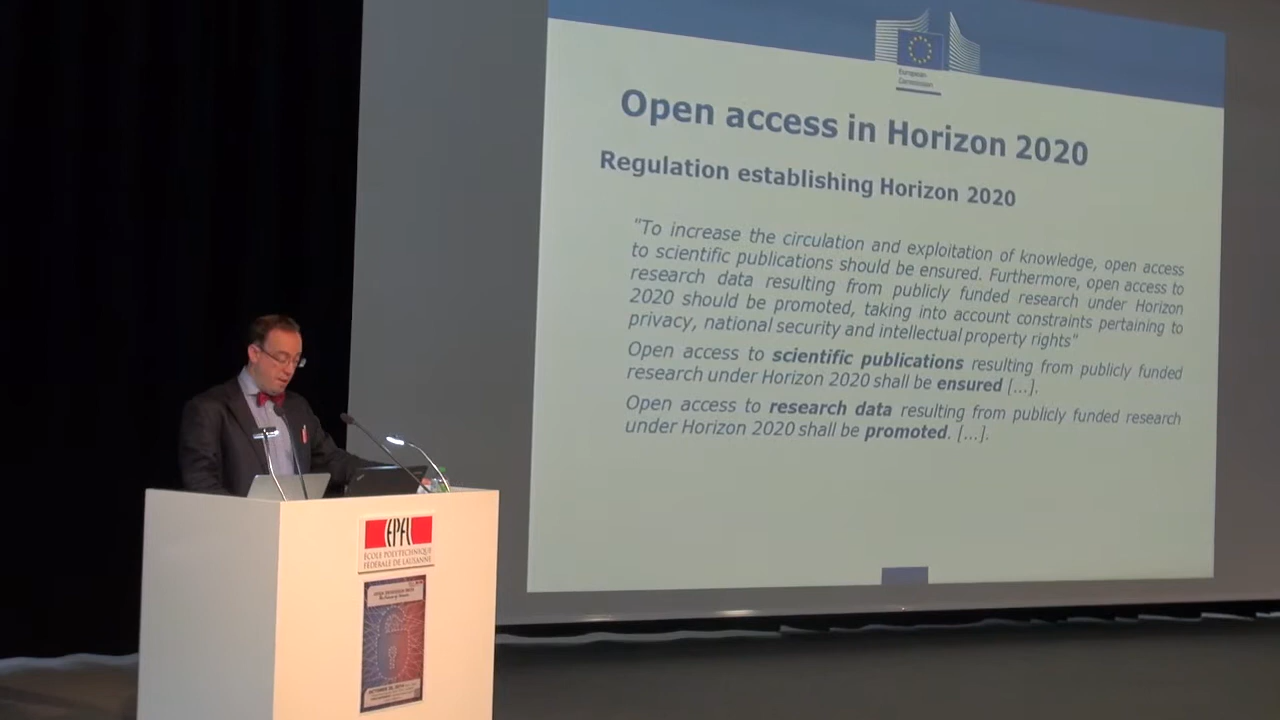 European
Commission
Open access in Horizon 2020
Regulation establishing Horizon 2020
"To increase the circulation and exploitation of knowledge, open access
to scientific publications should be ensured. Furthermore, open access to
research data resulting from publicly funded research under Horizon
2020 should be promoted, taking into account constraints pertaining to
privacy, national security and intellectual property rights"
Open access to scientific publications resulting from publicly funded
research under Horizon 2020 shall be ensured [...].
Open access to research data resulting from publicly funded research
under Horizon 2020 shall be promoted. [...].
EPFL
ÉCOLE POLYTECHNIQUE
FÉDÉRALE DE LAUSANNE